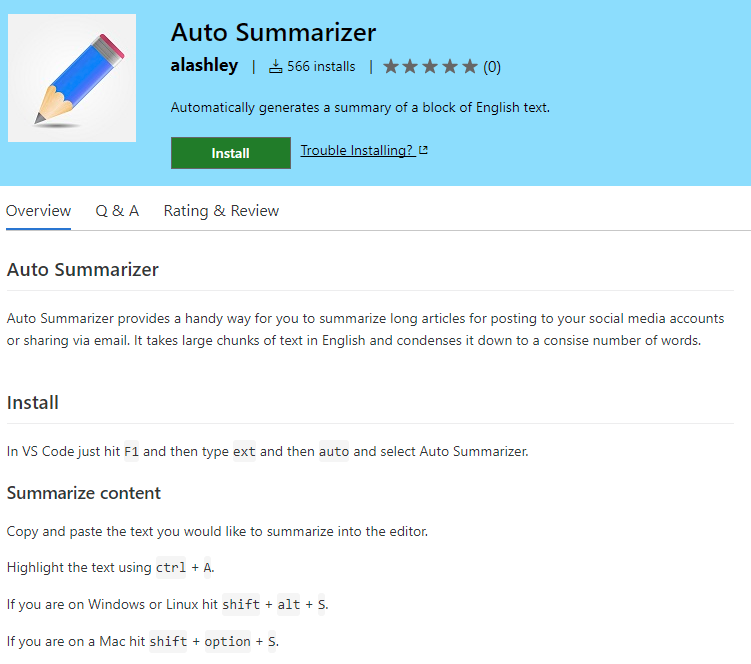 Auto Summarizer
alashley | 566 installs | (0)
Automatically generates a summary of a block of English text.
Install Trouble Installing?
Overview Q & A Rating & Review
Auto Summarizer
Auto Summarizer provides a handy way for you to summarize long articles for posting to your social media accounts
or sharing via email. It takes large chunks of text in English and condenses it down to a consise number of words.
Install
In VS Code just hit F1 and then type ext and then auto and select Auto Summarizer.
Summarize content
Copy and paste the text you would like to summarize into the editor.
Highlight the text using ctrl + A.
If you are on Windows or Linux hit shift + alt + S.
If you are on a Mac hit shift + option + S.